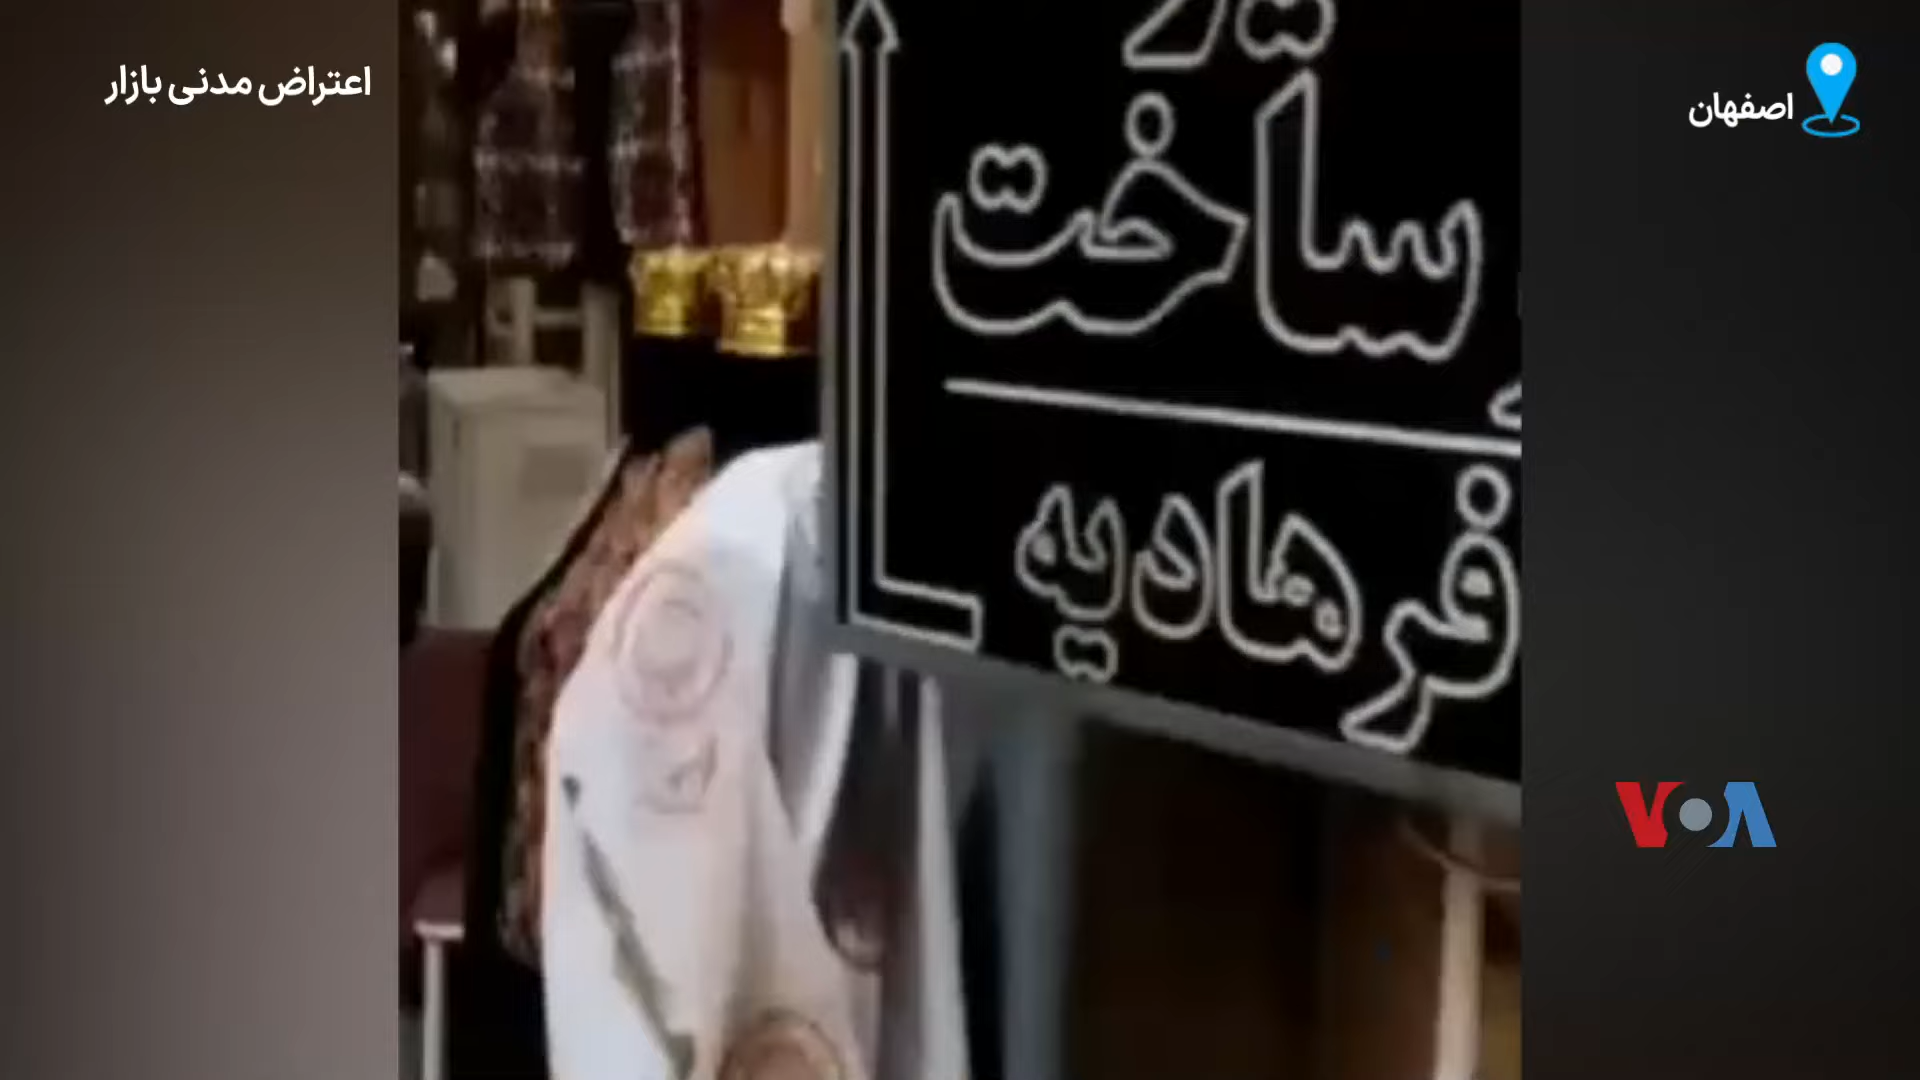 اعتراض مدنی بازار
اصفهان
ساخت
فرهادیه
VOA